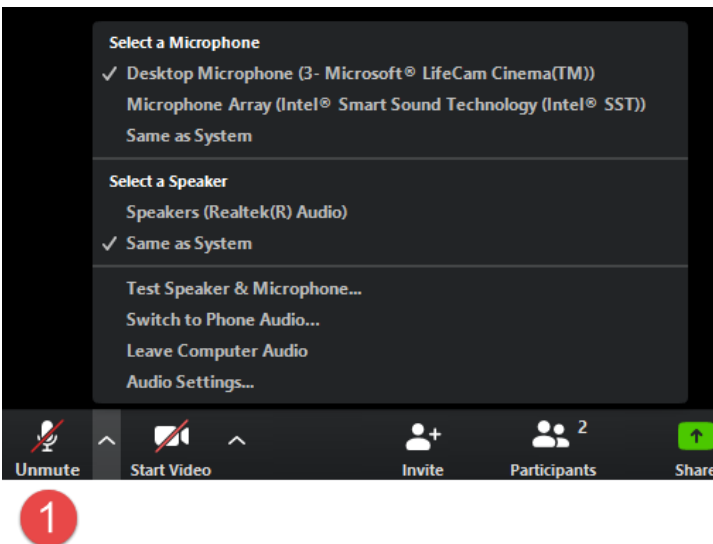 Select a Microphone
✓ Desktop Microphone (3- Microsoft® LifeCam Cinema(TM))
Microphone Array (Intel® Smart Sound Technology (Intel® SST))
Same as System
Select a Speaker
Speakers (Realtek(R) Audio)
✓ Same as System
Test Speaker & Microphone...
Switch to Phone Audio...
Leave Computer Audio
Audio Settings...
2
Unmute Start Video Invite Participants Share
1